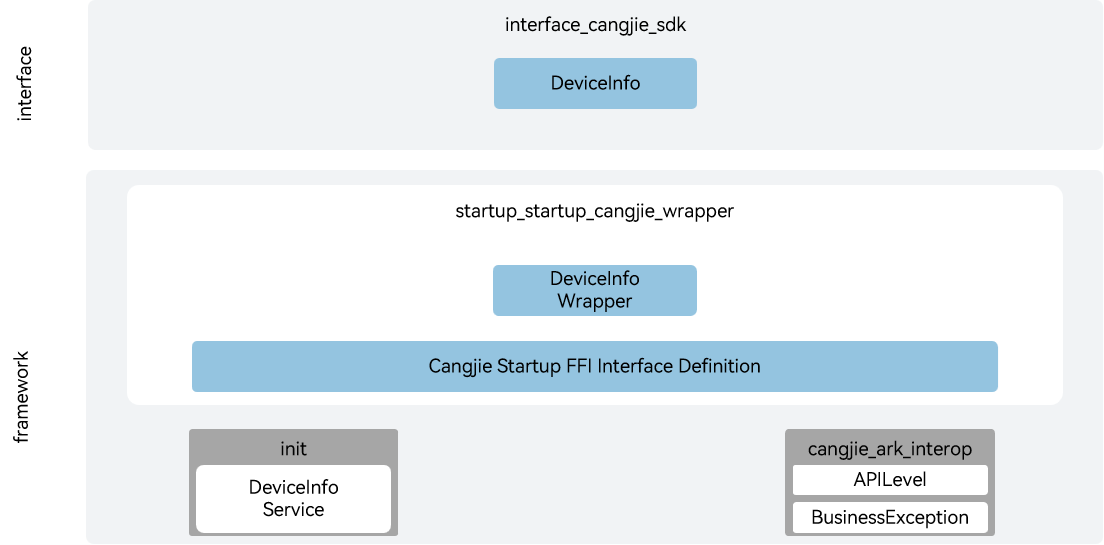 interface
interface_cangjie_sdk
DeviceInfo
framework
startup_startup_cangjie_wrapper
DeviceInfo
Wrapper
Cangjie Startup FFI Interface Definition
init
DeviceInfo
Service
cangjie_ark_interop
APILevel
BusinessException